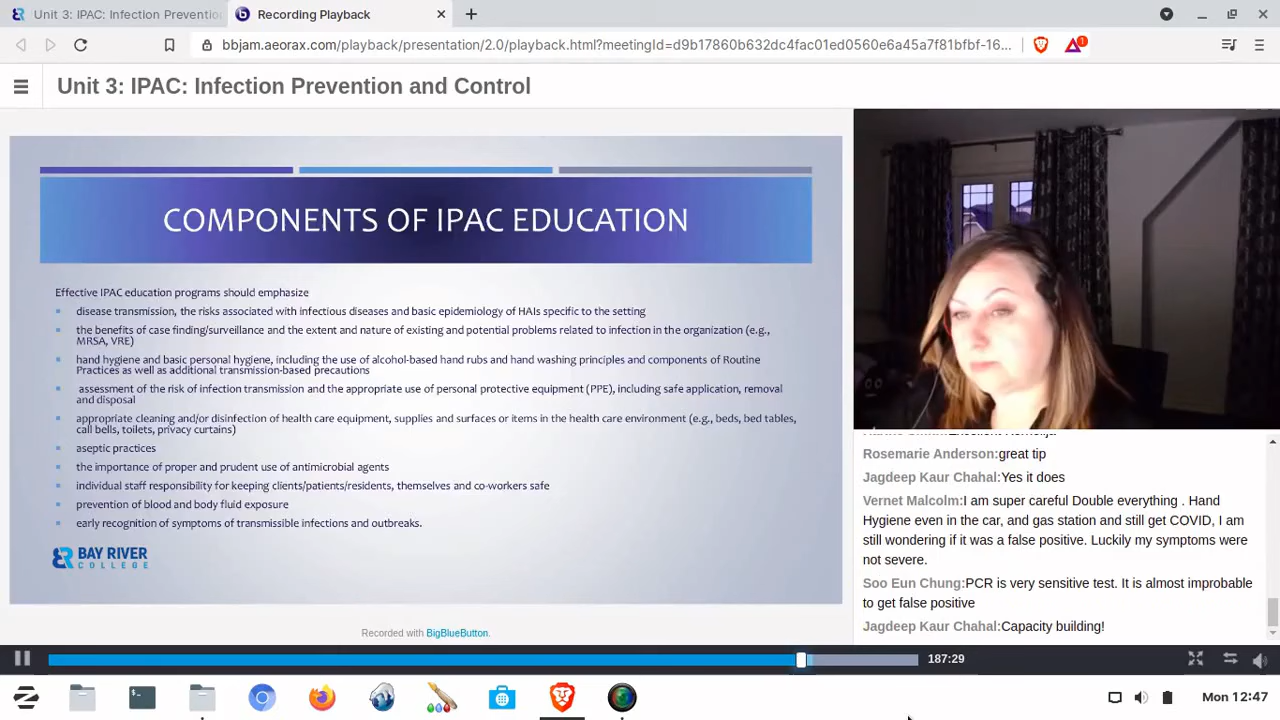 Unit 3: IPAC: Infection Preventio
Recording Playback
bbjam.aeorax.com/playback/presentation/2.0/playback.html?meetingId=d9b17860b632dc4fac01ed0560e6a45a7f81bfbf-16...
1
Unit 3: IPAC: Infection Prevention and Control
COMPONENTS OF IPAC EDUCATION
Effective IPAC education programs should emphasize
disease transmission, the risks associated with infectious diseases and basic epidemiology of HAIs specific to the setting
the benefits of case finding/surveillance and the extent and nature of existing and potential problems related to infection in the organization (e.g.,
MRSA, VRE)
hand hygiene and basic personal hygiene, including the use of alcohol-based hand rubs and hand washing principles and components of Routine
Practices as well as additional transmission-based precautions
assessment of the risk of infection transmission and the appropriate use of personal protective equipment (PPE), including safe application, removal
and disposal
appropriate cleaning and/or disinfection of health care equipment, supplies and surfaces or items in the health care environment (e.g., beds, bed tables,
call bells, toilets, privacy curtains)
aseptic practices
the importance of proper and prudent use of antimicrobial agents
individual staff responsibility for keeping clients/patients/residents, themselves and co-workers safe
prevention of blood and body fluid exposure
early recognition of symptoms of transmissible infections and outbreaks.
BAY RIVER
COLLEGE
Recorded with BigBlueButton.
Rosemarie Anderson:great tip
Jagdeep Kaur Chahal:Yes it does
Vernet Malcolm:I am super careful Double everything . Hand
Hygiene even in the car, and gas station and still get COVID, I am
still wondering if it was a false positive. Luckily my symptoms were
not severe.
Soo Eun Chung:PCR is very sensitive test. It is almost improbable
to get false positive
Jagdeep Kaur Chahal:Capacity building!
187:29
Mon 12:47